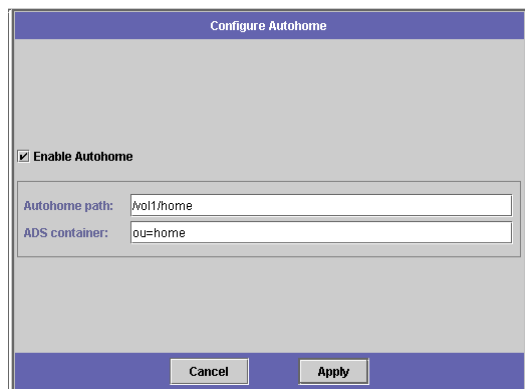 Configure Autohome
Enable Autohome
Autohome path: /vol1/home
ADS container: ou=home
Cancel Apply